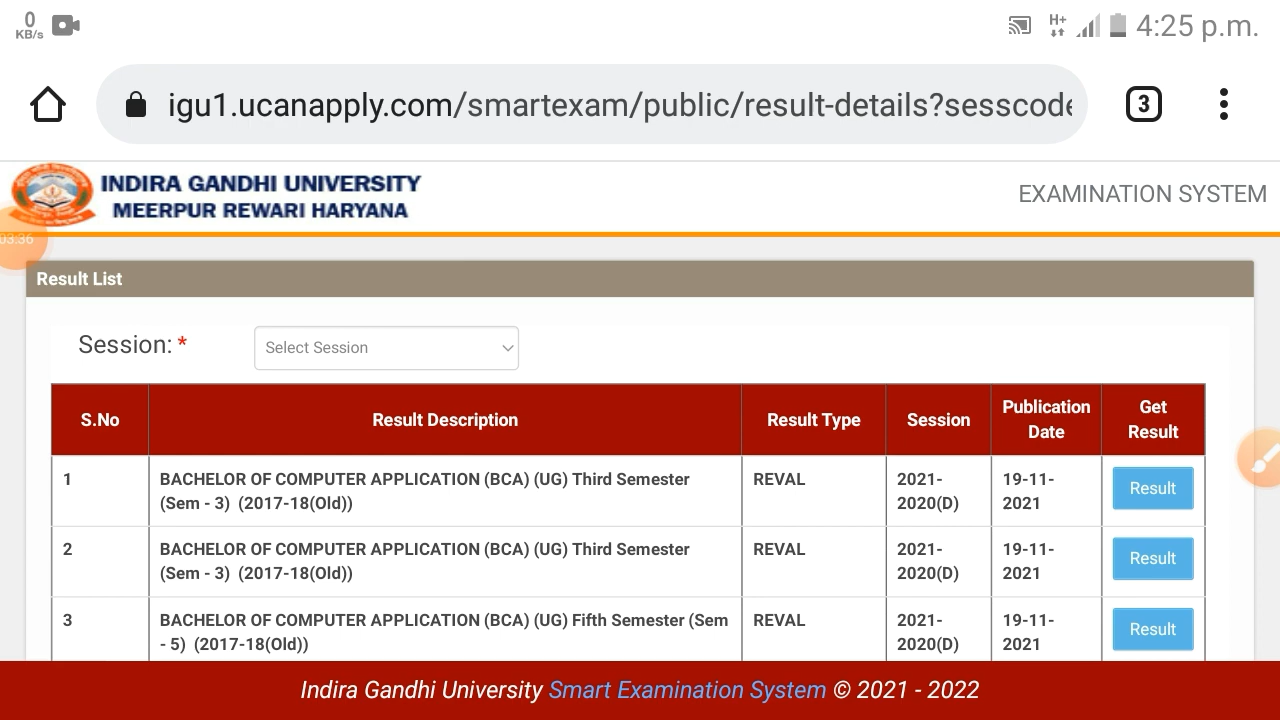 0
KB/s
H+
4:25 p.m.
igu1.ucanapply.com/smartexam/public/result-details?sesscode
3
INDIRA GANDHI UNIVERSITY
MEERPUR REWARI HARYANA
EXAMINATION SYSTEM
03:36
Result List
Session: *
Select Session
S.No
Result Description
Result Type
Session
Publication
Date
Get
Result
1
BACHELOR OF COMPUTER APPLICATION (BCA) (UG) Third Semester
(Sem - 3) (2017-18(Old))
REVAL
2021-
2020(D)
19-11-
2021
Result
2
BACHELOR OF COMPUTER APPLICATION (BCA) (UG) Third Semester
(Sem - 3) (2017-18(Old))
REVAL
2021-
2020(D)
19-11-
2021
Result
3
BACHELOR OF COMPUTER APPLICATION (BCA) (UG) Fifth Semester (Sem
- 5) (2017-18(Old))
REVAL
2021-
2020(D)
19-11-
2021
Result
Indira Gandhi University Smart Examination System © 2021 - 2022